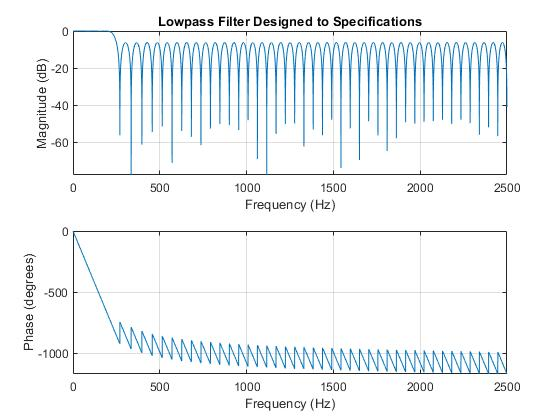 Lowpass Filter Designed to Specifications
0
-20
-40
-60
Magnitude (dB)
0 500 1000 1500 2000 2500
Frequency (Hz)
0
-500
-1000
Phase (degrees)
0 500 1000 1500 2000 2500
Frequency (Hz)